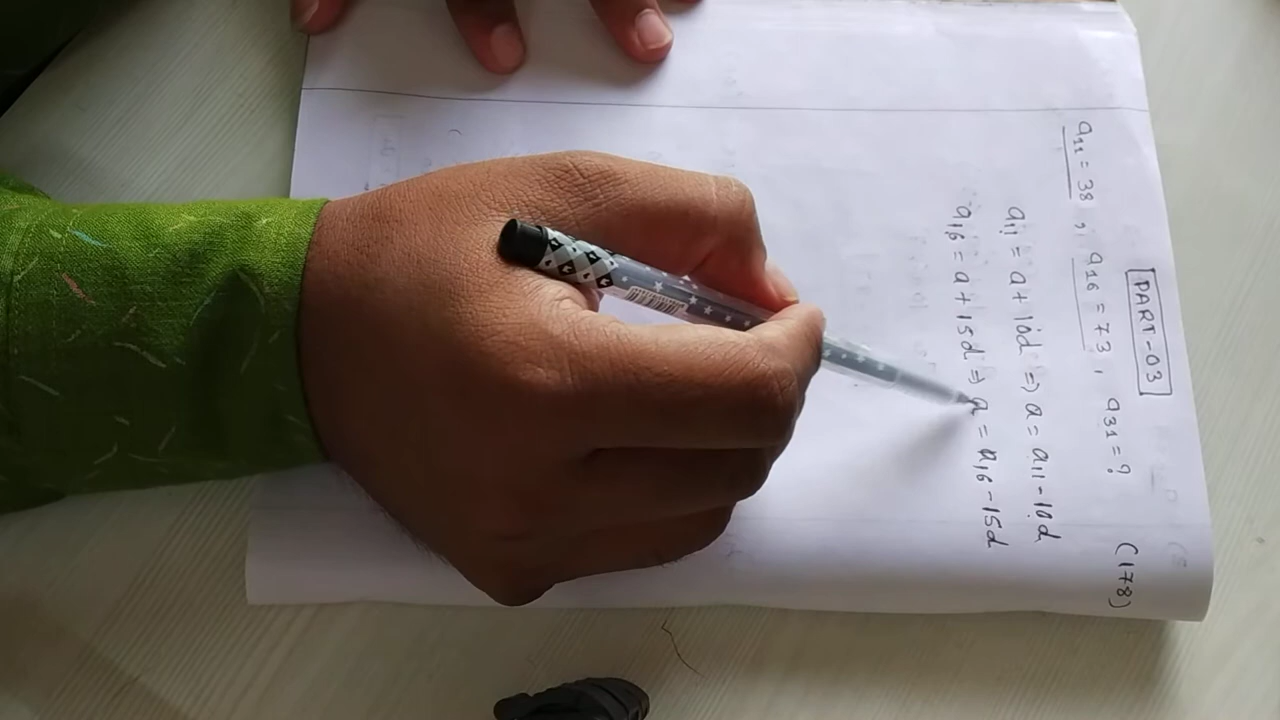 PART-03
a11 = 38 , a16 = 73 , a31 = ? (178)
a11 = a + 10d => a = a11 - 10d
a16 = a + 15d => a = a16 - 15d